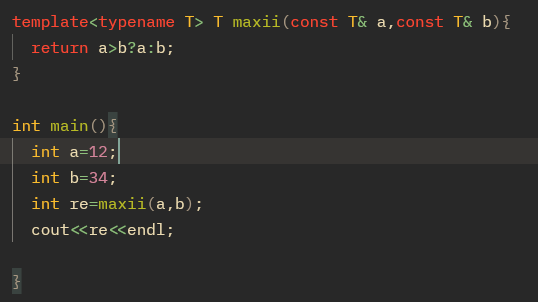 template<typename T> T maxii(const T& a,const T& b){
return a>b?a:b;
}
int main(){
int a=12;
int b=34;
int re=maxii(a,b);
cout<<re<<endl;
}